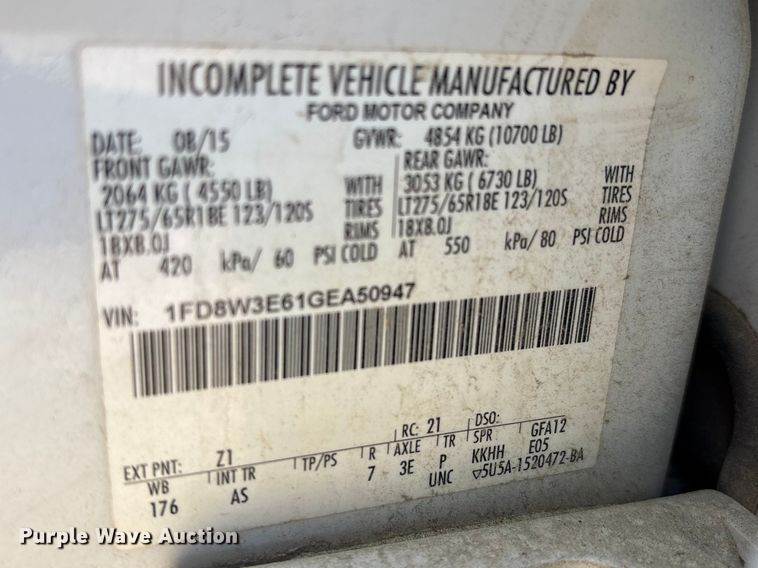 INCOMPLETE VEHICLE MANUFACTURED BY
FORD MOTOR COMPANY
DATE: 08/15 GVWR: 4854 KG (10700 LB)
FRONT GAWR: REAR GAWR:
2064 KG ( 4550 LB) WITH 3053 KG ( 6730 LB) WITH
LT275/65R18E 123/120S TIRES LT275/65R18E 123/120S TIRES
18X8.0J RIMS 18X8.0J RIMS
AT 420 kPa/ 60 PSI COLD AT 550 kPa/ 80 PSI COLD
VIN: 1FD8W3E61GEA50947
EXT PNT: Z1 RC: 21 DSO:
WB INT TR TP/PS R AXLE TR SPR GFA12
176 AS 7 3E P KKHH E05
UNC ▽5U5A-1520472-BA
Purple Wave Auction